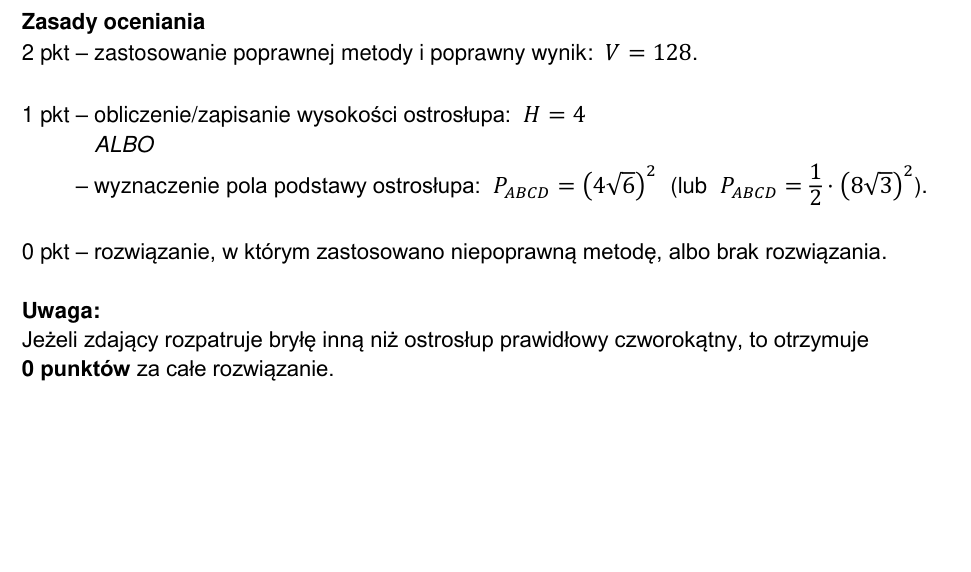 Zasady oceniania
2 pkt – zastosowanie poprawnej metody i poprawny wynik: V = 128.
1 pkt – obliczenie/zapisanie wysokości ostrosłupa: H = 4
ALBO
– wyznaczenie pola podstawy ostrosłupa: P_ABCD = (4√6)² (lub P_ABCD = 1/2 · (8√3)²).
0 pkt – rozwiązanie, w którym zastosowano niepoprawną metodę, albo brak rozwiązania.
Uwaga:
Jeżeli zdający rozpatruje bryłę inną niż ostrosłup prawidłowy czworokątny, to otrzymuje
0 punktów za całe rozwiązanie.